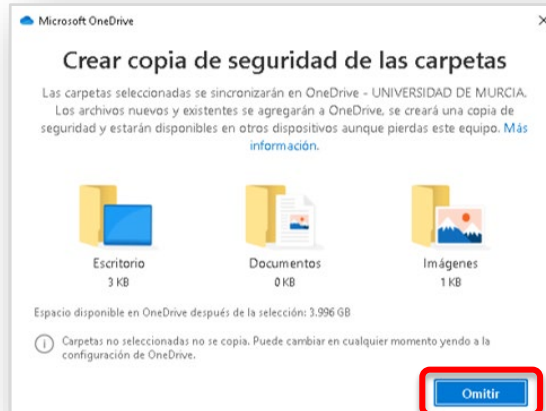 Microsoft OneDrive
Crear copia de seguridad de las carpetas
Las carpetas seleccionadas se sincronizarán en OneDrive - UNIVERSIDAD DE MURCIA.
Los archivos nuevos y existentes se agregarán a OneDrive, se creará una copia de
seguridad y estarán disponibles en otros dispositivos aunque pierdas este equipo. Más
información.
Escritorio
3 KB
Documentos
0 KB
Imágenes
1 KB
Espacio disponible en OneDrive después de la selección: 3.996 GB
Carpetas no seleccionadas no se copia. Puede cambiar en cualquier momento yendo a la
configuración de OneDrive.
Omitir